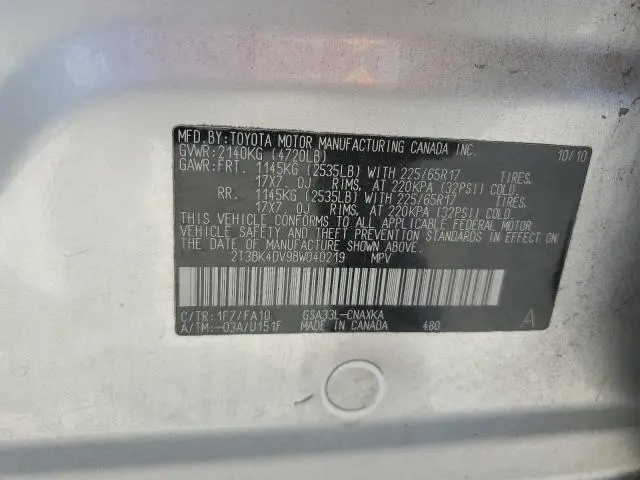 MFD.BY:TOYOTA MOTOR MANUFACTURING CANADA INC. 10/10
GVWR:2140KG (4720LB)
GAWR:FRT. 1145KG (2535LB) WITH 225/65R17 TIRES,
17X7 0J RIMS, AT 220KPA (32PSI) COLD.
RR. 1145KG (2535LB) WITH 225/65R17 TIRES,
17X7 0J RIMS, AT 220KPA (32PSI) COLD.
THIS VEHICLE CONFORMS TO ALL APPLICABLE FEDERAL MOTOR
VEHICLE SAFETY AND THEFT PREVENTION STANDARDS IN EFFECT ON
THE DATE OF MANUFACTURE SHOWN ABOVE.
2T3BK4DV9BW040219 MPV
C/TR:1F7/FA10 GSA33L-CNAXKA
A/TM:-03A/U151F MADE IN CANADA 480 A